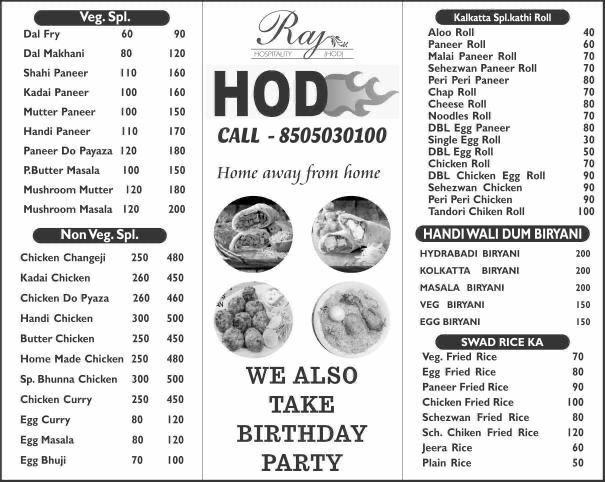 Veg. Spl.
Dal Fry 60 90
Dal Makhani 80 120
Shahi Paneer 110 160
Kadai Paneer 100 160
Mutter Paneer 100 150
Handi Paneer 110 170
Paneer Do Payaza 120 180
P.Butter Masala 100 150
Mushroom Mutter 120 180
Mushroom Masala 120 200
Non Veg. Spl.
Chicken Changeji 250 480
Kadai Chicken 260 450
Chicken Do Pyaza 260 460
Handi Chicken 300 500
Butter Chicken 250 450
Home Made Chicken 250 480
Sp. Bhunna Chicken 300 500
Chicken Curry 250 450
Egg Curry 80 120
Egg Masala 80 120
Egg Bhuji 70 100
Raj
HOSPITALITY (HOD)
HOD
CALL - 8505030100
Home away from home
WE ALSO
TAKE
BIRTHDAY
PARTY
Kalkatta Spl.kathi Roll
Aloo Roll 40
Paneer Roll 60
Malai Paneer Roll 70
Sehezwan Paneer Roll 70
Peri Peri Paneer 80
Chap Roll 70
Cheese Roll 80
Noodles Roll 70
DBL Egg Paneer 80
Single Egg Roll 30
DBL Egg Roll 50
Chicken Roll 70
DBL Chicken Egg Roll 90
Sehezwan Chicken 90
Peri Peri Chicken 90
Tandori Chiken Roll 100
HANDI WALI DUM BIRYANI
HYDRABADI BIRYANI 200
KOLKATTA BIRYANI 200
MASALA BIRYANI 200
VEG BIRYANI 150
EGG BIRYANI 150
SWAD RICE KA
Veg. Fried Rice 70
Egg Fried Rice 80
Paneer Fried Rice 90
Chicken Fried Rice 100
Schezwan Fried Rice 80
Sch. Chiken Fried Rice 120
Jeera Rice 60
Plain Rice 50